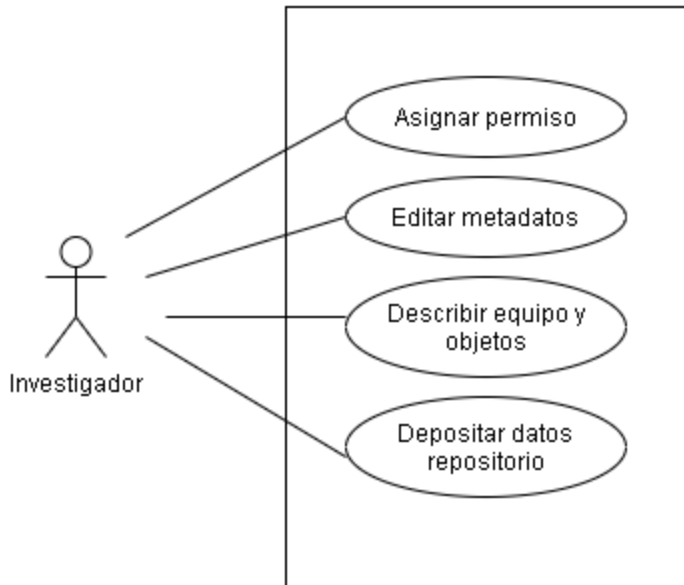 Asignar permiso
Editar metadatos
Describir equipo y
objetos
Investigador
Depositar datos
repositorio